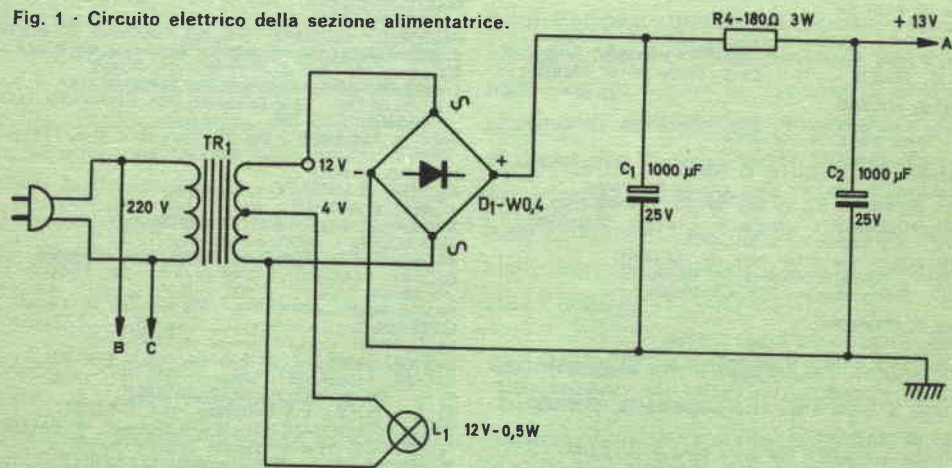 Fig. 1 · Circuito elettrico della sezione alimentatrice.
R4-180Ω 3W
+ 13V
A
TR1
12 V
-
+
220 V
4 V
D1-W0,4
C1 1000 µF
25V
C2 1000 µF
25V
B C
L1 12V-0,5W